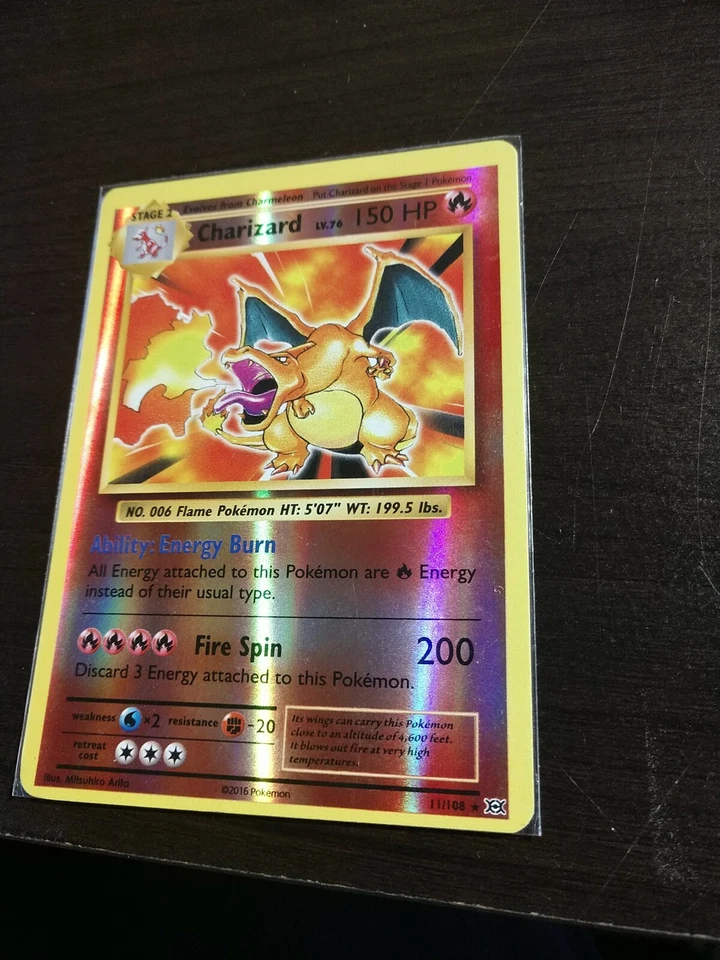 Evolves from Charmeleon Put Charizard on the Stage 1 Pokémon
STAGE 2
Charizard LV.76 150 HP
NO. 006 Flame Pokémon HT: 5'07" WT: 199.5 lbs.
Ability: Energy Burn
All Energy attached to this Pokémon are Energy
instead of their usual type.
Fire Spin 200
Discard 3 Energy attached to this Pokémon.
weakness ×2 resistance -20
retreat
cost
Its wings can carry this Pokémon
close to an altitude of 4,600 feet.
It blows out fire at very high
temperatures.
Illus. Mitsuhiro Arita
©2016 Pokémon
11/108 ★